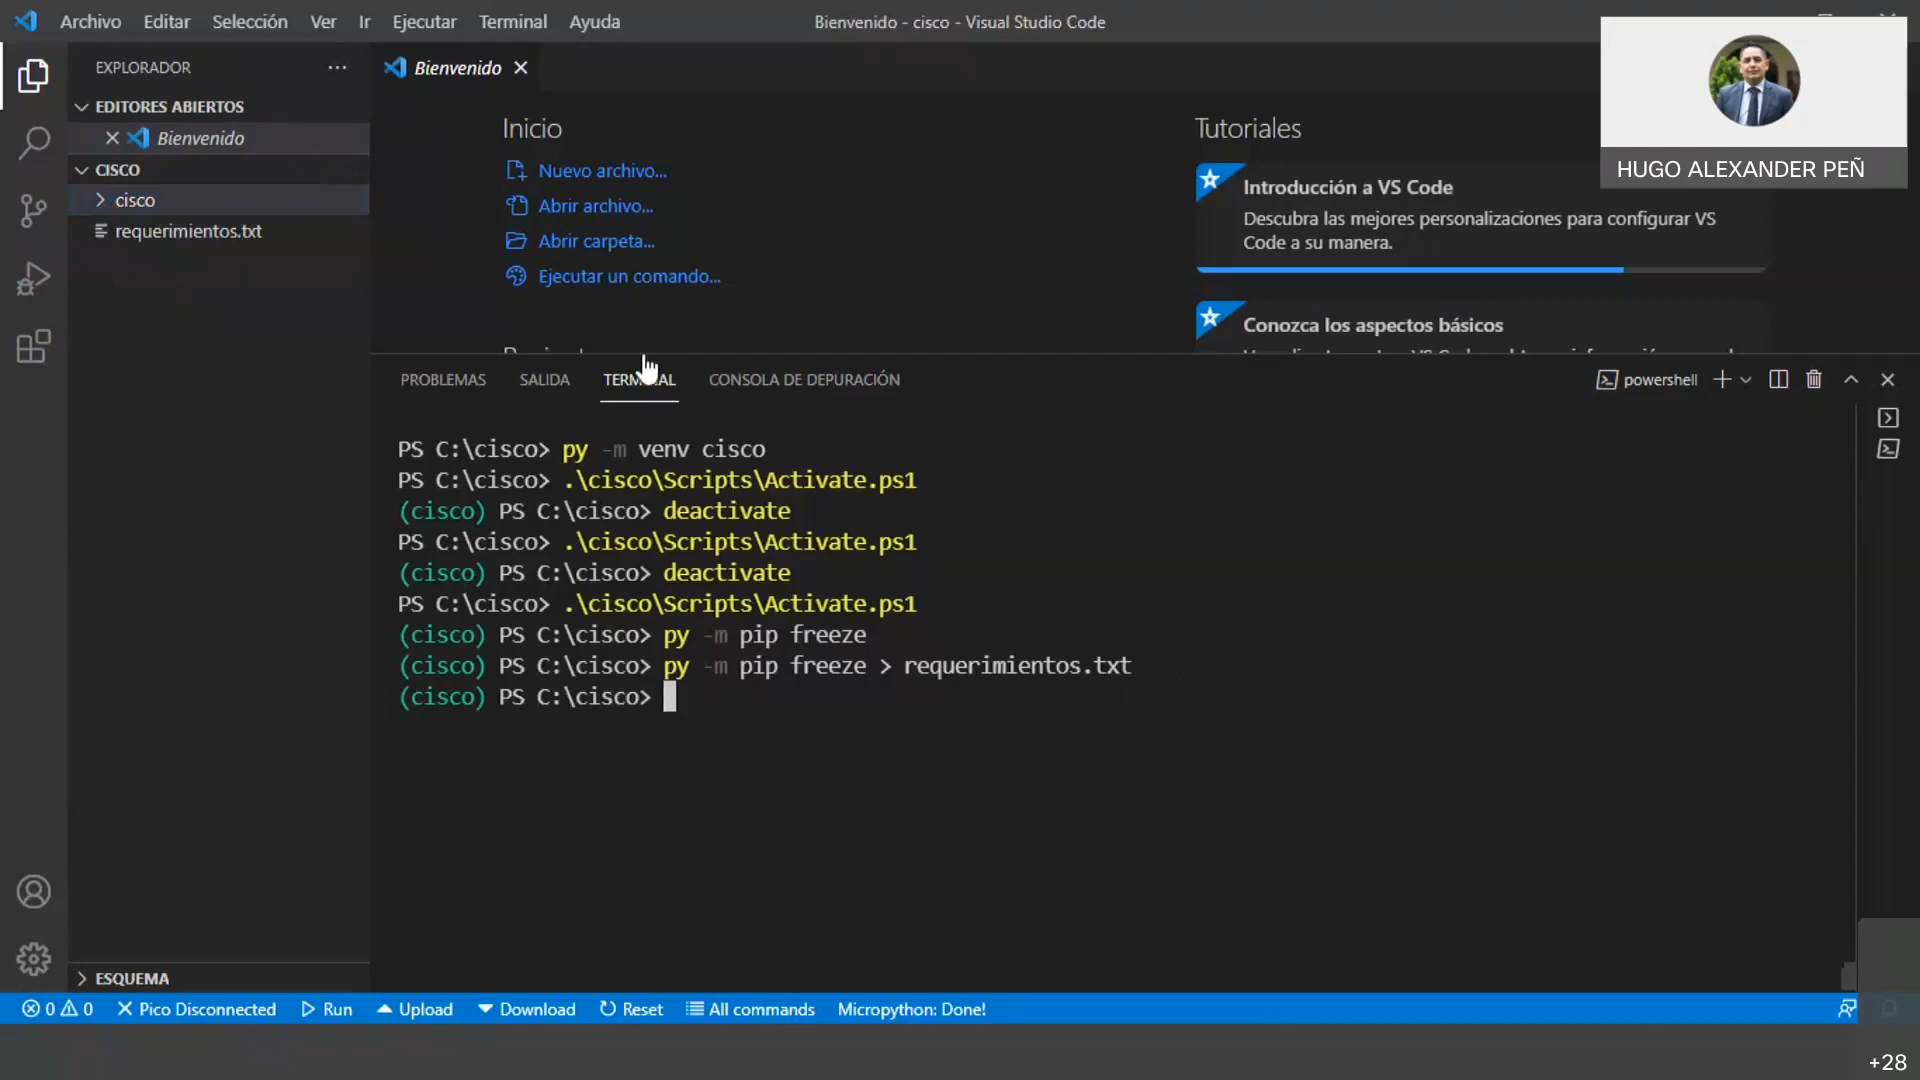 Archivo Editar Selección Ver Ir Ejecutar Terminal Ayuda
Bienvenido - cisco - Visual Studio Code
EXPLORADOR
Bienvenido
EDITORES ABIERTOS
Bienvenido
CISCO
cisco
requerimientos.txt
Inicio
Nuevo archivo...
Abrir archivo...
Abrir carpeta...
Ejecutar un comando...
Tutoriales
Introducción a VS Code
Descubra las mejores personalizaciones para configurar VS
Code a su manera.
Conozca los aspectos básicos
HUGO ALEXANDER PEÑ
PROBLEMAS SALIDA TERMINAL CONSOLA DE DEPURACIÓN
powershell
PS C:\cisco> py -m venv cisco
PS C:\cisco> .\cisco\Scripts\Activate.ps1
(cisco) PS C:\cisco> deactivate
PS C:\cisco> .\cisco\Scripts\Activate.ps1
(cisco) PS C:\cisco> deactivate
PS C:\cisco> .\cisco\Scripts\Activate.ps1
(cisco) PS C:\cisco> py -m pip freeze
(cisco) PS C:\cisco> py -m pip freeze > requerimientos.txt
(cisco) PS C:\cisco>
ESQUEMA
0 0 Pico Disconnected Run Upload Download Reset All commands Micropython: Done!
+28